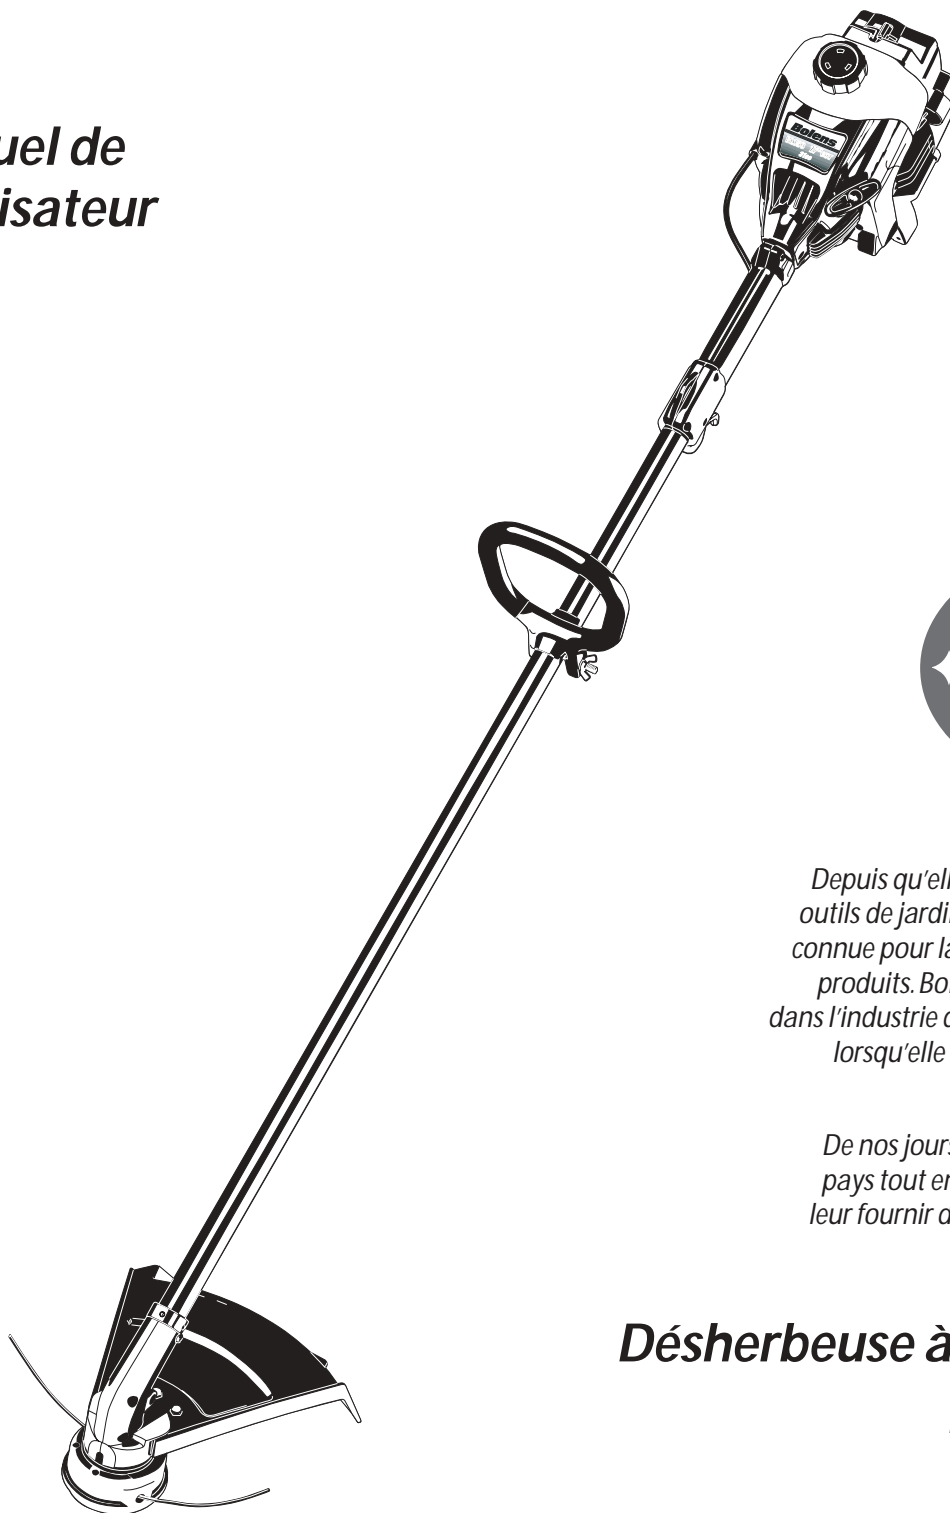 uel de
isateur
Bolens
Depuis qu'ell
outils de jardi
connue pour la
produits. Bo
dans l'industrie d
lorsqu'elle
De nos jours
pays tout en
leur fournir d
Désherbeuse à